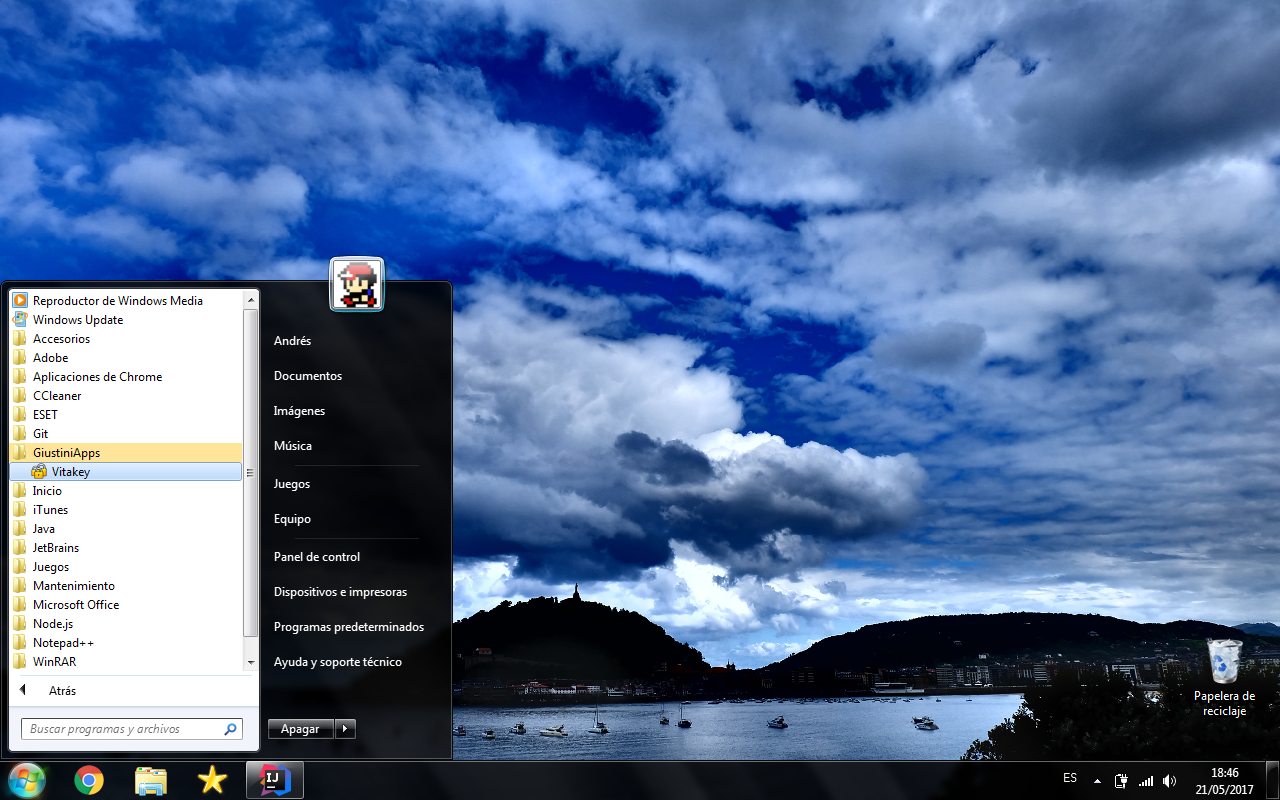 Reproductor de Windows Media
Windows Update
Accesorios
Adobe
Aplicaciones de Chrome
CCleaner
ESET
Git
GiustiniApps
Vitakey
Inicio
iTunes
Java
JetBrains
Juegos
Mantenimiento
Microsoft Office
Node.js
Notepad++
WinRAR
Atrás
Buscar programas y archivos
Andrés
Documentos
Imágenes
Música
Juegos
Equipo
Panel de control
Dispositivos e impresoras
Programas predeterminados
Ayuda y soporte técnico
Apagar
Papelera de
reciclaje
IJ
ES
18:46
21/05/2017